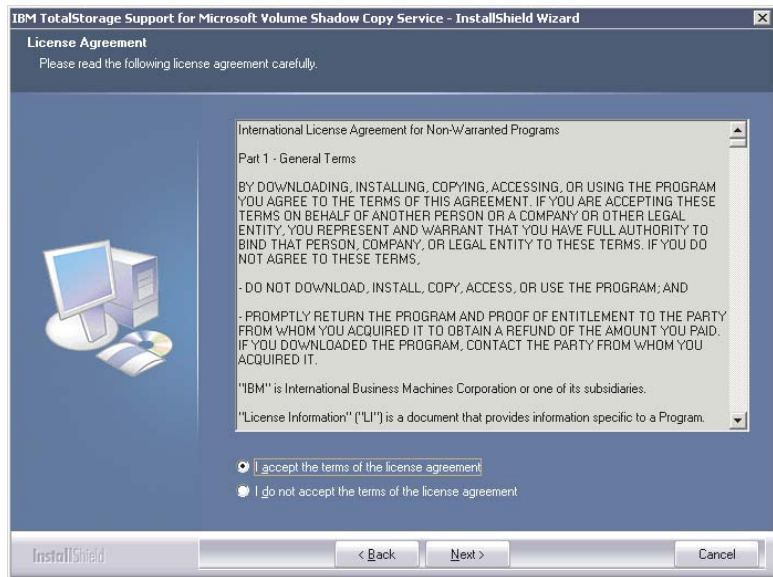 IBM TotalStorage Support for Microsoft Volume Shadow Copy Service - InstallShield Wizard
License Agreement
Please read the following license agreement carefully.
International License Agreement for Non-Warranted Programs
Part 1 - General Terms
BY DOWNLOADING, INSTALLING, COPYING, ACCESSING, OR USING THE PROGRAM
YOU AGREE TO THE TERMS OF THIS AGREEMENT. IF YOU ARE ACCEPTING THESE
TERMS ON BEHALF OF ANOTHER PERSON OR A COMPANY OR OTHER LEGAL
ENTITY, YOU REPRESENT AND WARRANT THAT YOU HAVE FULL AUTHORITY TO
BIND THAT PERSON, COMPANY, OR LEGAL ENTITY TO THESE TERMS. IF YOU DO
NOT AGREE TO THESE TERMS,
- DO NOT DOWNLOAD, INSTALL, COPY, ACCESS, OR USE THE PROGRAM; AND
- PROMPTLY RETURN THE PROGRAM AND PROOF OF ENTITLEMENT TO THE PARTY
FROM WHOM YOU ACQUIRED IT TO OBTAIN A REFUND OF THE AMOUNT YOU PAID.
IF YOU DOWNLOADED THE PROGRAM, CONTACT THE PARTY FROM WHOM YOU
ACQUIRED IT.
"IBM" is International Business Machines Corporation or one of its subsidiaries.
"License Information" ("LI") is a document that provides information specific to a Program.
I accept the terms of the license agreement
I do not accept the terms of the license agreement
InstallShield
< Back
Next >
Cancel